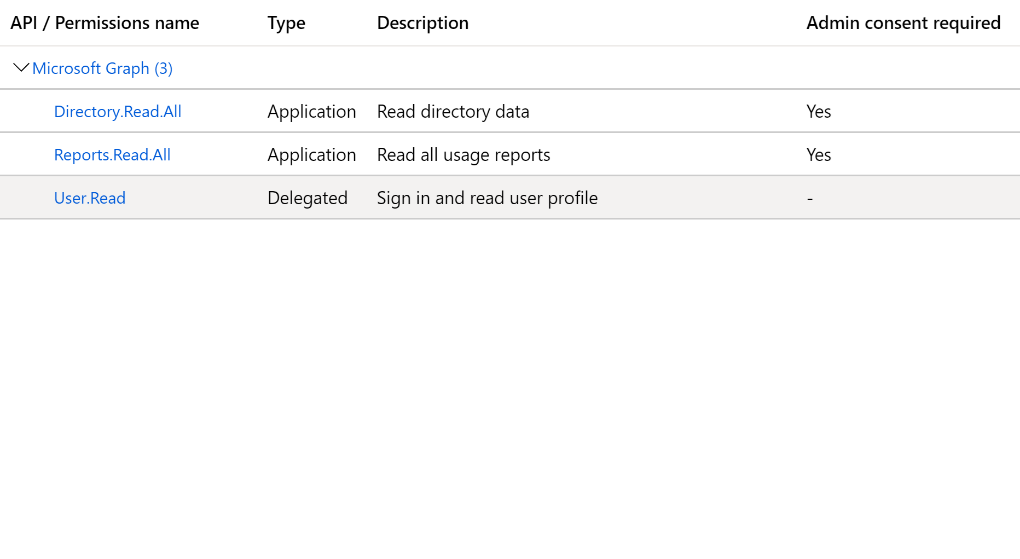 API / Permissions name Type Description Admin consent required
Microsoft Graph (3)
Directory.Read.All Application Read directory data Yes
Reports.Read.All Application Read all usage reports Yes
User.Read Delegated Sign in and read user profile -